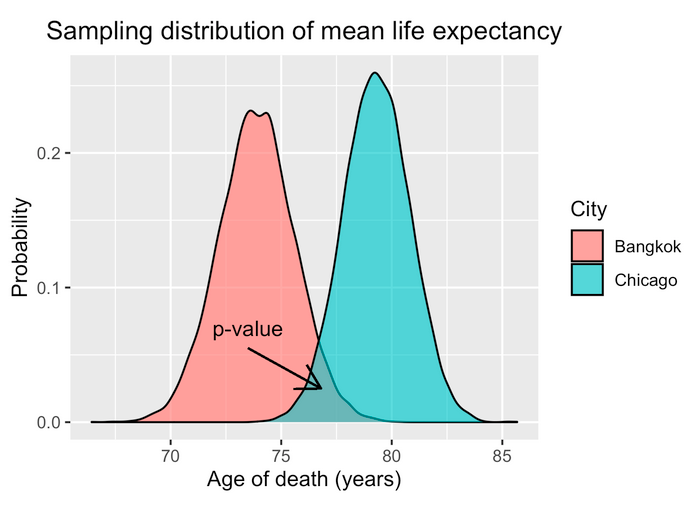 Sampling distribution of mean life expectancy
Probability
0.2
0.1
0.0
p-value
70
75
80
85
Age of death (years)
City
Bangkok
Chicago